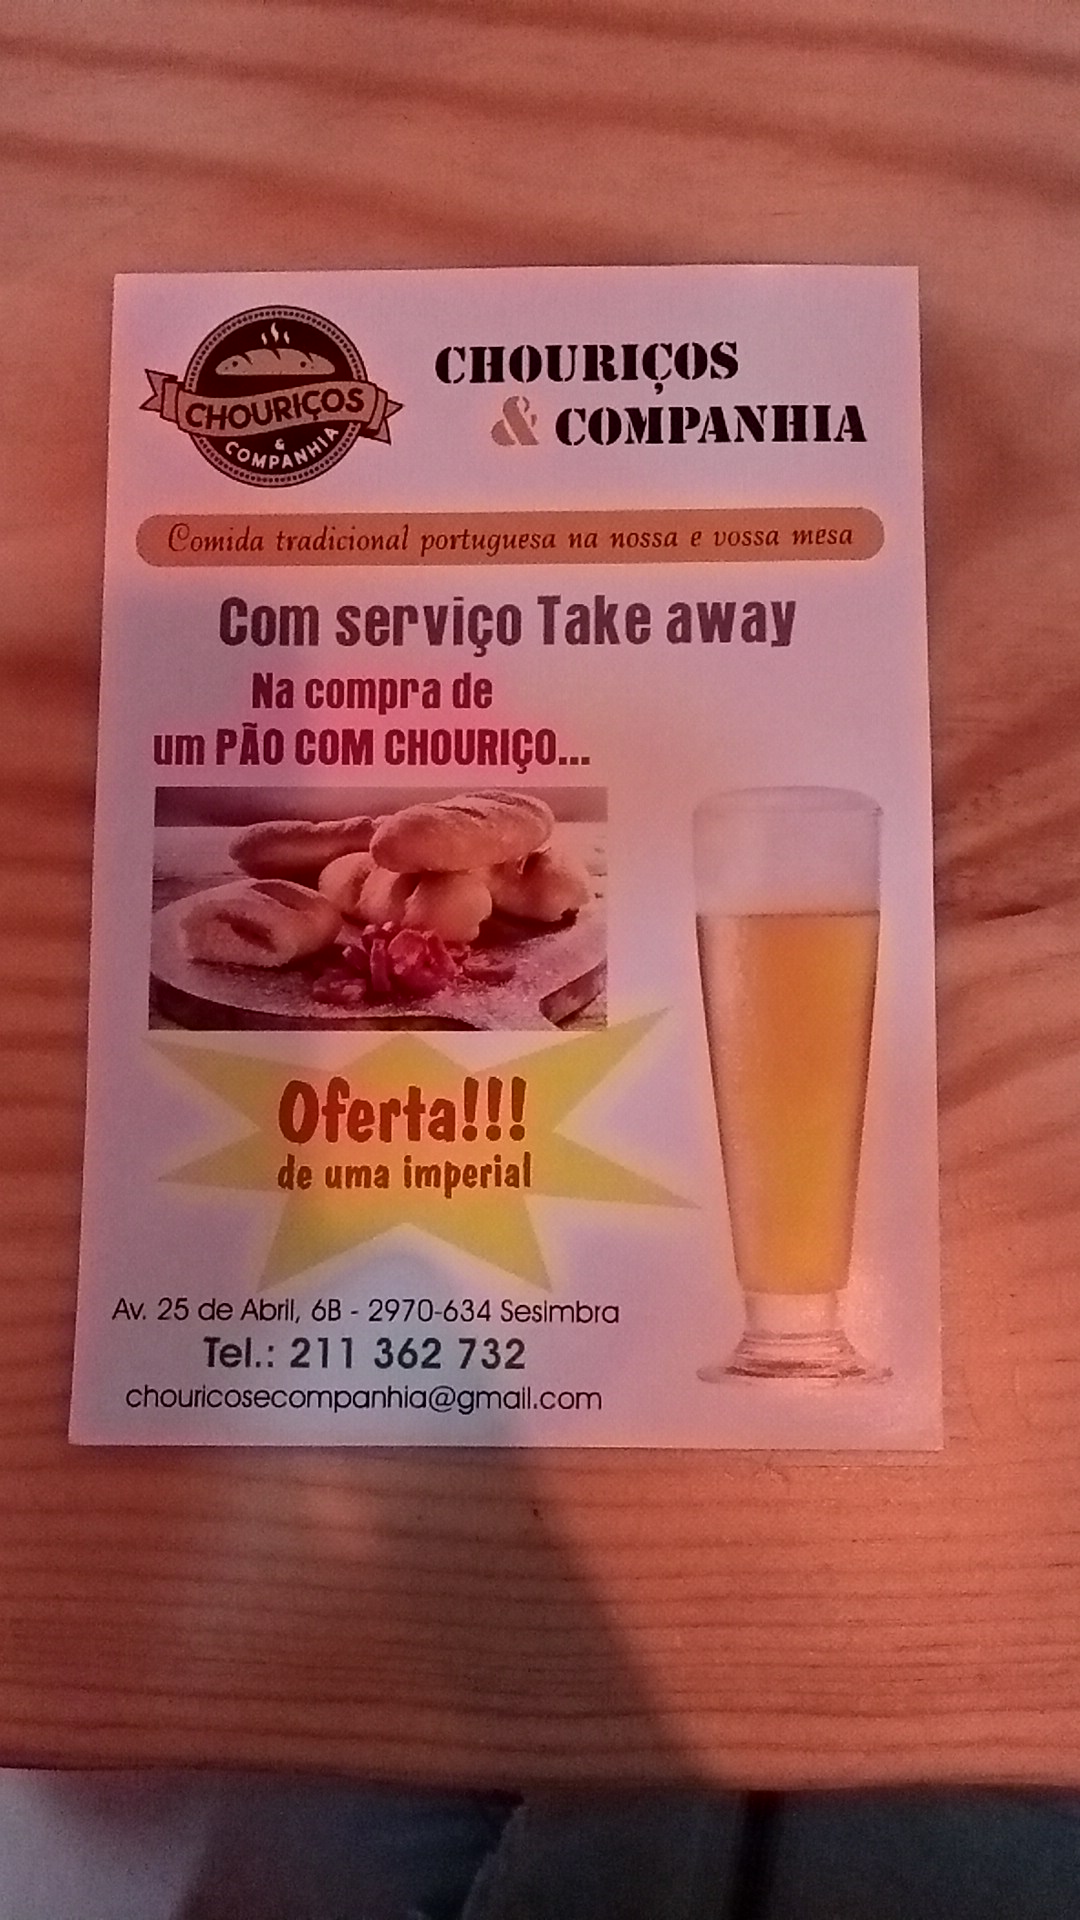 CHOURIÇOS
&
COMPANHIA
CHOURIÇOS
& COMPANHIA
Comida tradicional portuguesa na nossa e vossa mesa
Com serviço Take away
Na compra de
um PÃO COM CHOURIÇO...
Oferta!!!
de uma imperial
Av. 25 de Abril, 6B - 2970-634 Sesimbra
Tel.: 211 362 732
chouricosecompanhia@gmail.com